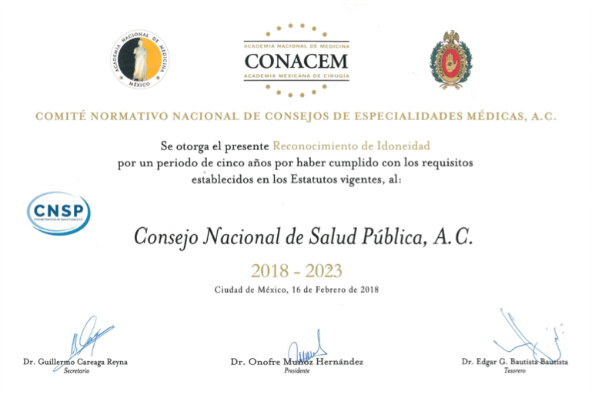 ACADEMIA NACIONAL DE MEDICINA
MÉXICO
ACADEMIA NACIONAL DE MEDICINA
CONACEM
ACADEMIA MEXICANA DE CIRUGÍA
COMITÉ NORMATIVO NACIONAL DE CONSEJOS DE ESPECIALIDADES MÉDICAS, A.C.
Se otorga el presente Reconocimiento de Idoneidad
por un periodo de cinco años por haber cumplido con los requisitos
establecidos en los Estatutos vigentes, al:
CNSP
Consejo Nacional de Salud Pública, A.C.
2018 - 2023
Ciudad de México, 16 de Febrero de 2018
Dr. Guillermo Careaga Reyna
Secretario
Dr. Onofre Muñoz Hernández
Presidente
Dr. Edgar G. Bautista Bautista
Tesorero